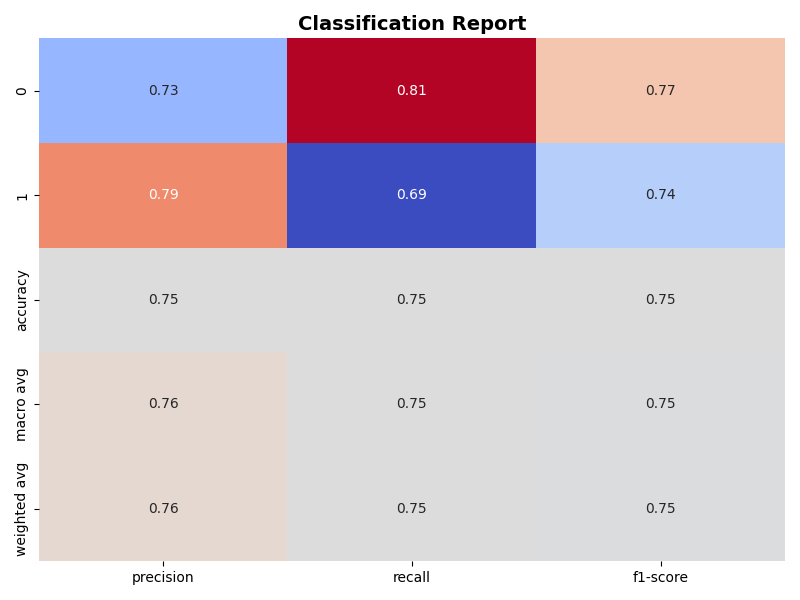 Classification Report
0 0.73 0.81 0.77
1 0.79 0.69 0.74
accuracy 0.75 0.75 0.75
macro avg 0.76 0.75 0.75
weighted avg 0.76 0.75 0.75
precision recall f1-score